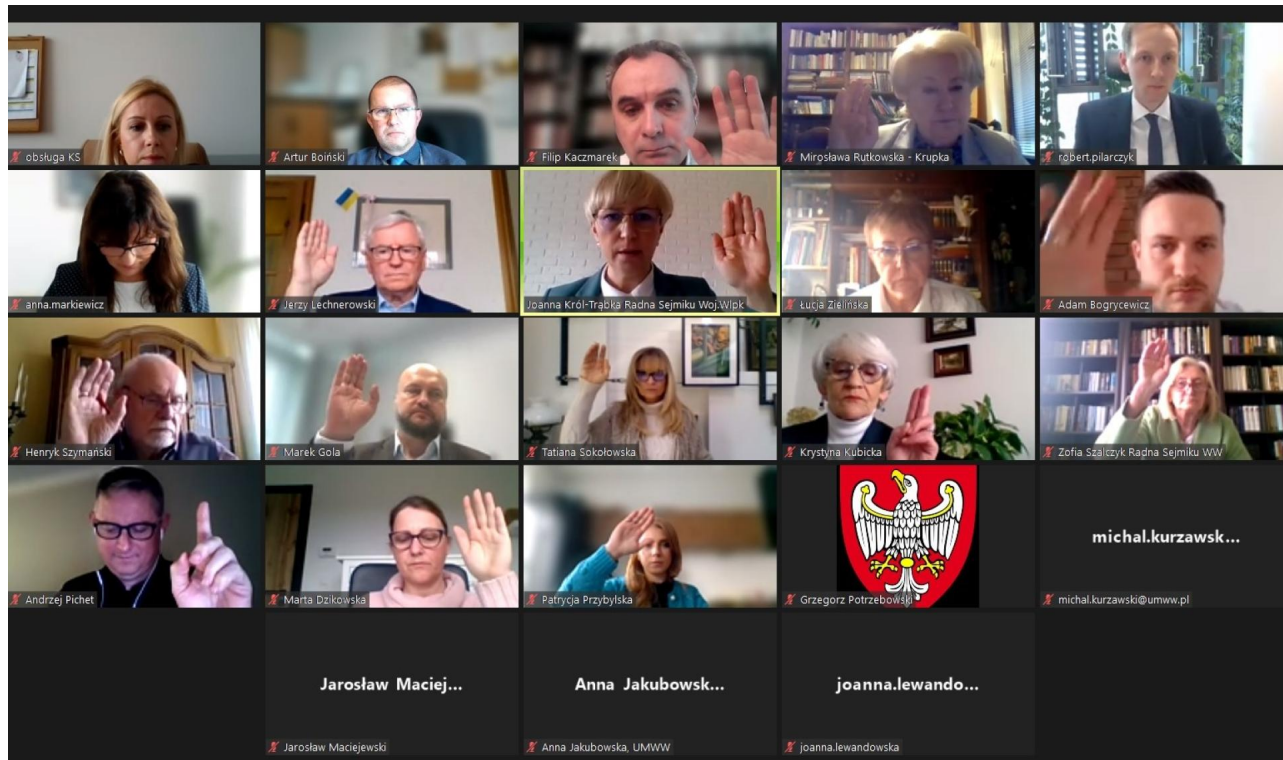 obsługa KS
Artur Boiński
Filip Kaczmarek
Mirosława Rutkowska - Krupka
robert.pilarczyk
anna.markiewicz
Jerzy Lechnerowski
Joanna Król-Trąbka Radna Sejmiku Woj.Wlpk
Łucja Zielińska
Adam Bogrycewicz
Henryk Szymański
Marek Gola
Tatiana Sokołowska
Krystyna Kubicka
Zofia Szalczyk Radna Sejmiku WW
Andrzej Pichet
Marta Dzikowska
Patrycja Przybylska
Grzegorz Potrzebowski
michal.kurzawsk...
michal.kurzawski@umww.pl
Jarosław Maciej...
Jarosław Maciejewski
Anna Jakubowsk...
Anna Jakubowska, UMWW
joanna.lewando...
joanna.lewandowska